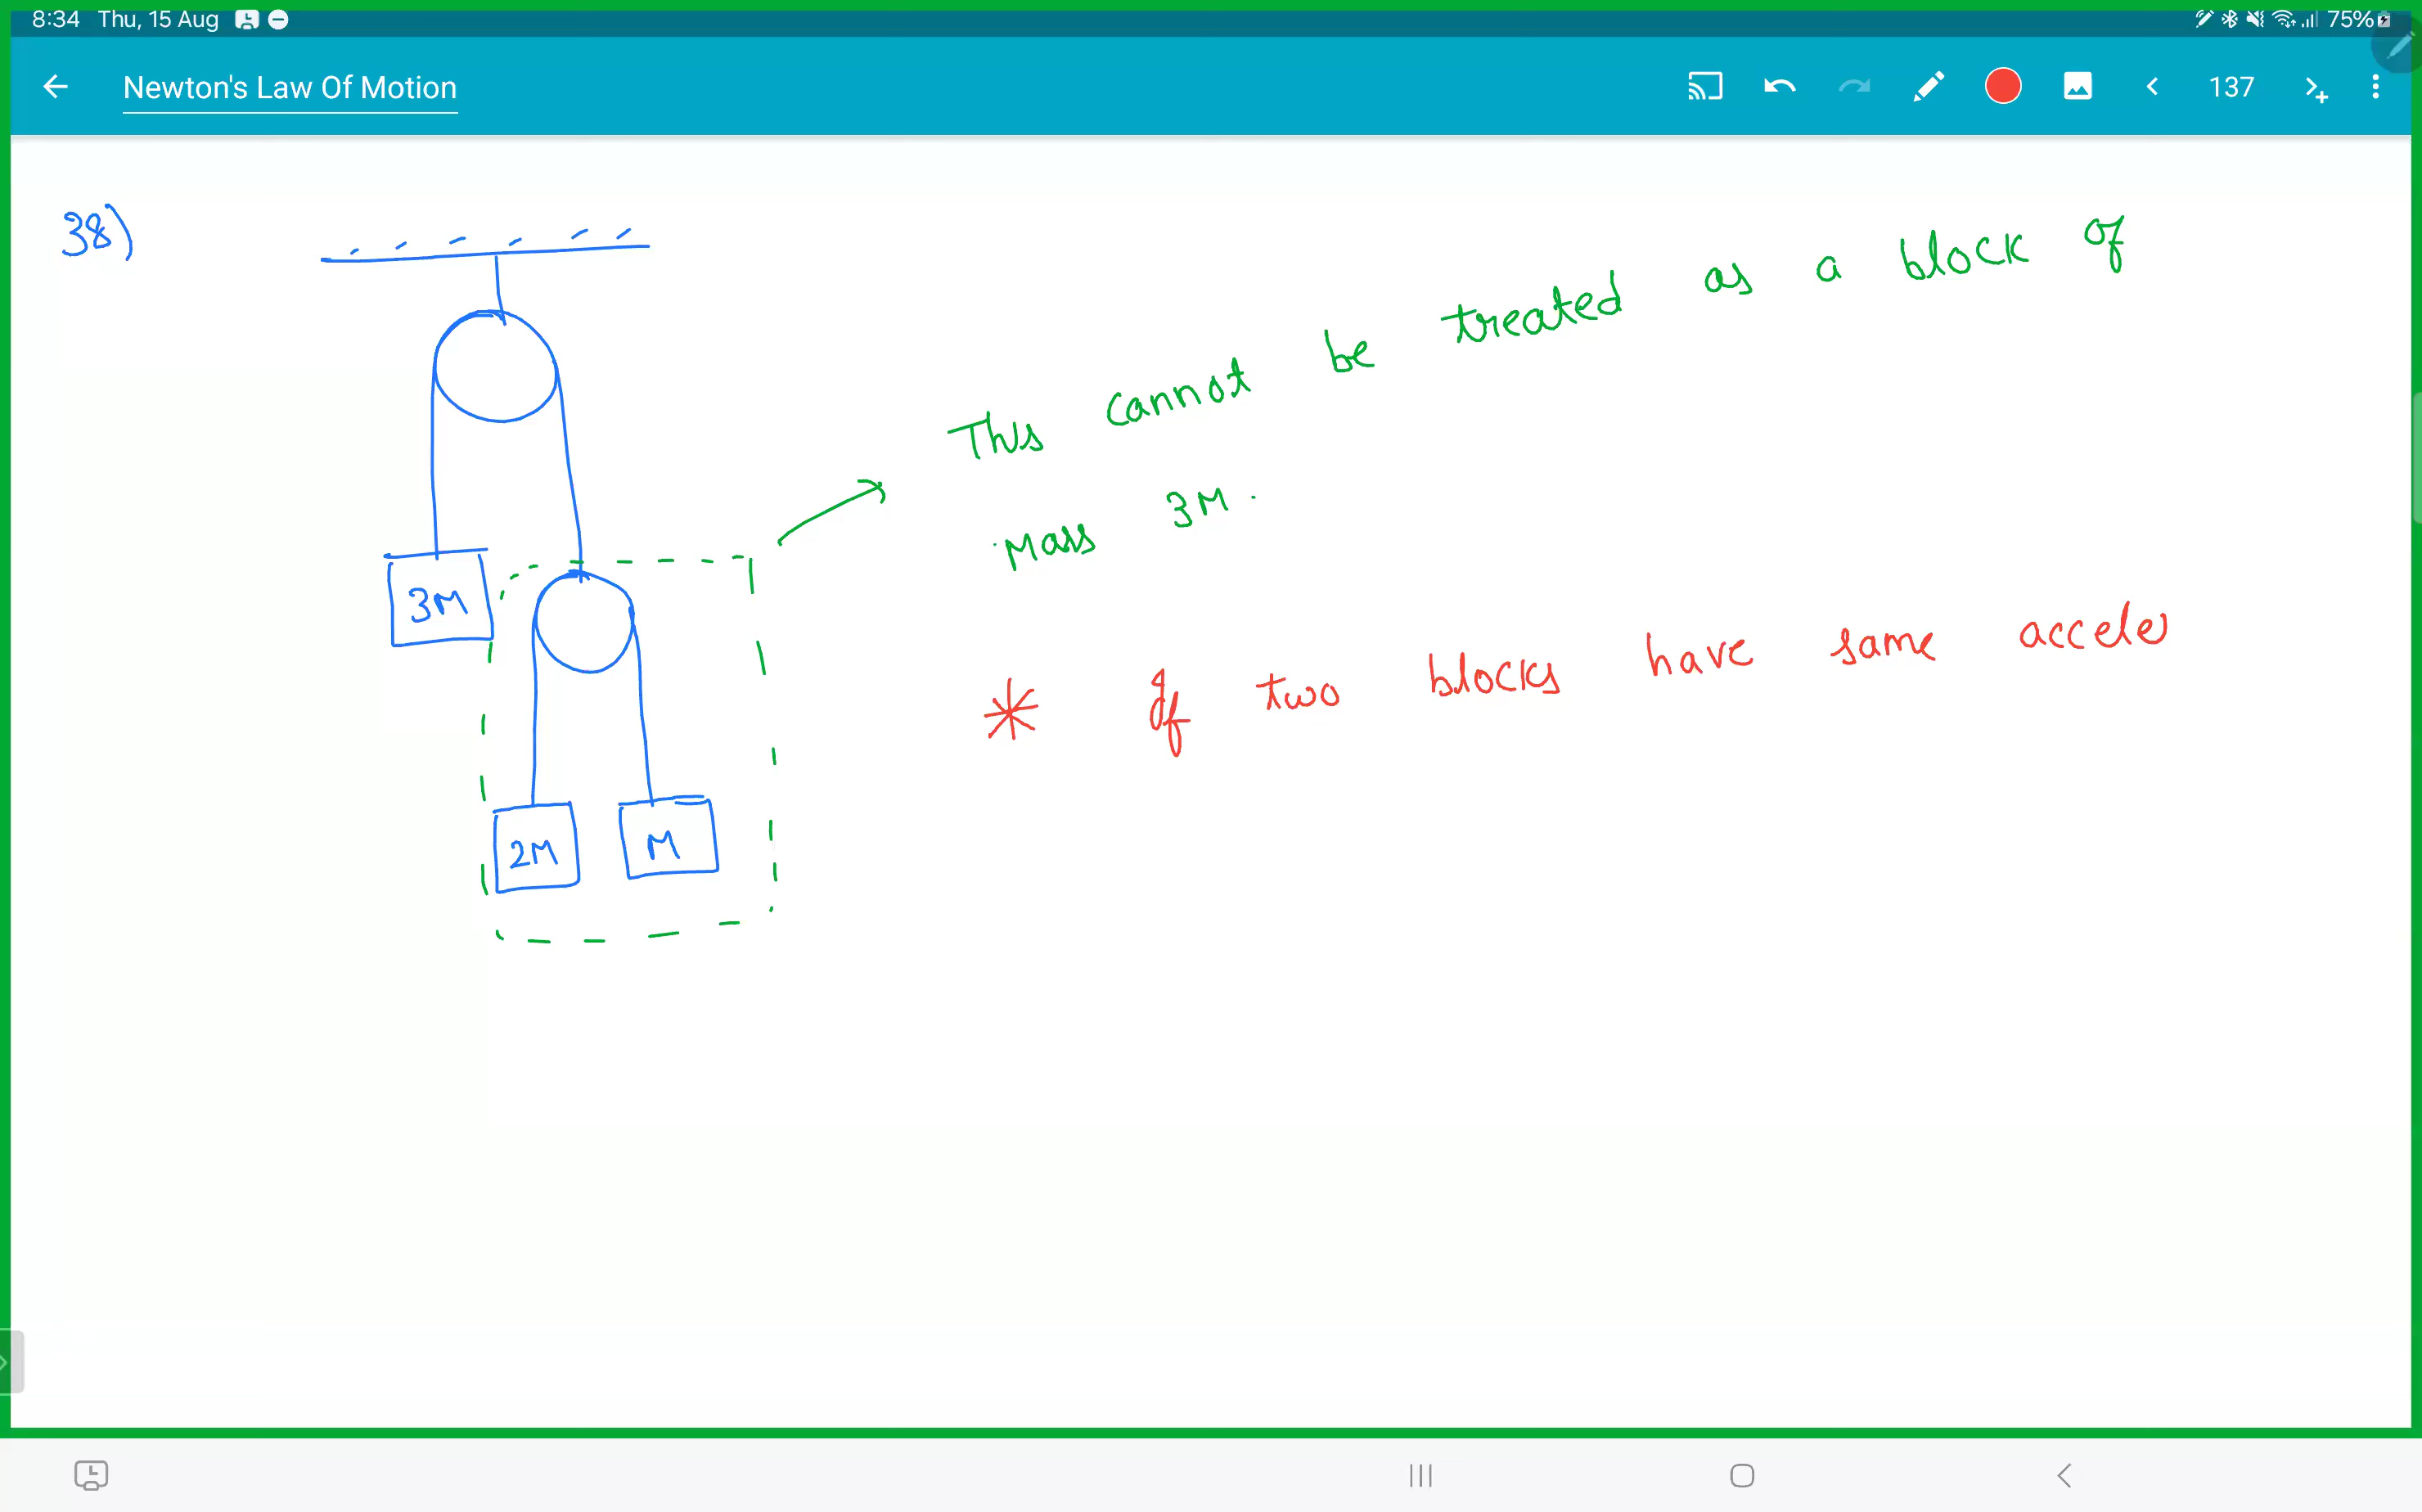 8:34 Thu, 15 Aug
75%
Newton's Law Of Motion
137
38)
This cannot be treated as a block of
Mass 3M.
3M
* If two blocks have same acceler
2M
M